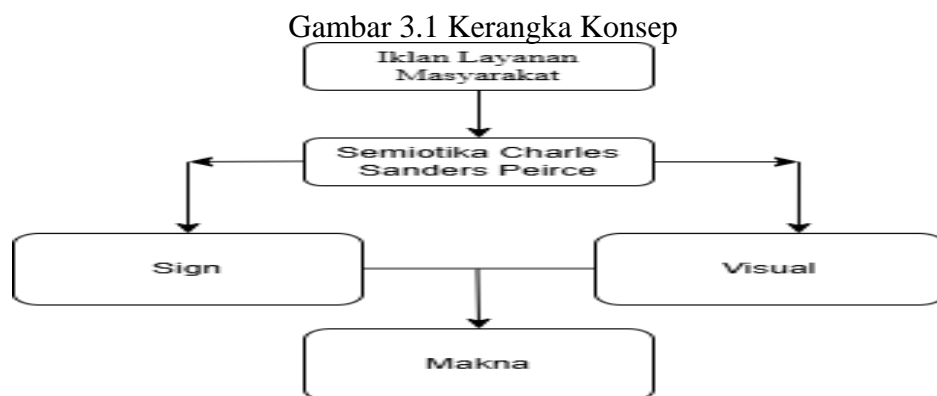 Gambar 3.1 Kerangka Konsep
Iklan Layanan
Masyarakat
Semiotika Charles
Sanders Peirce
Sign
Visual
Makna